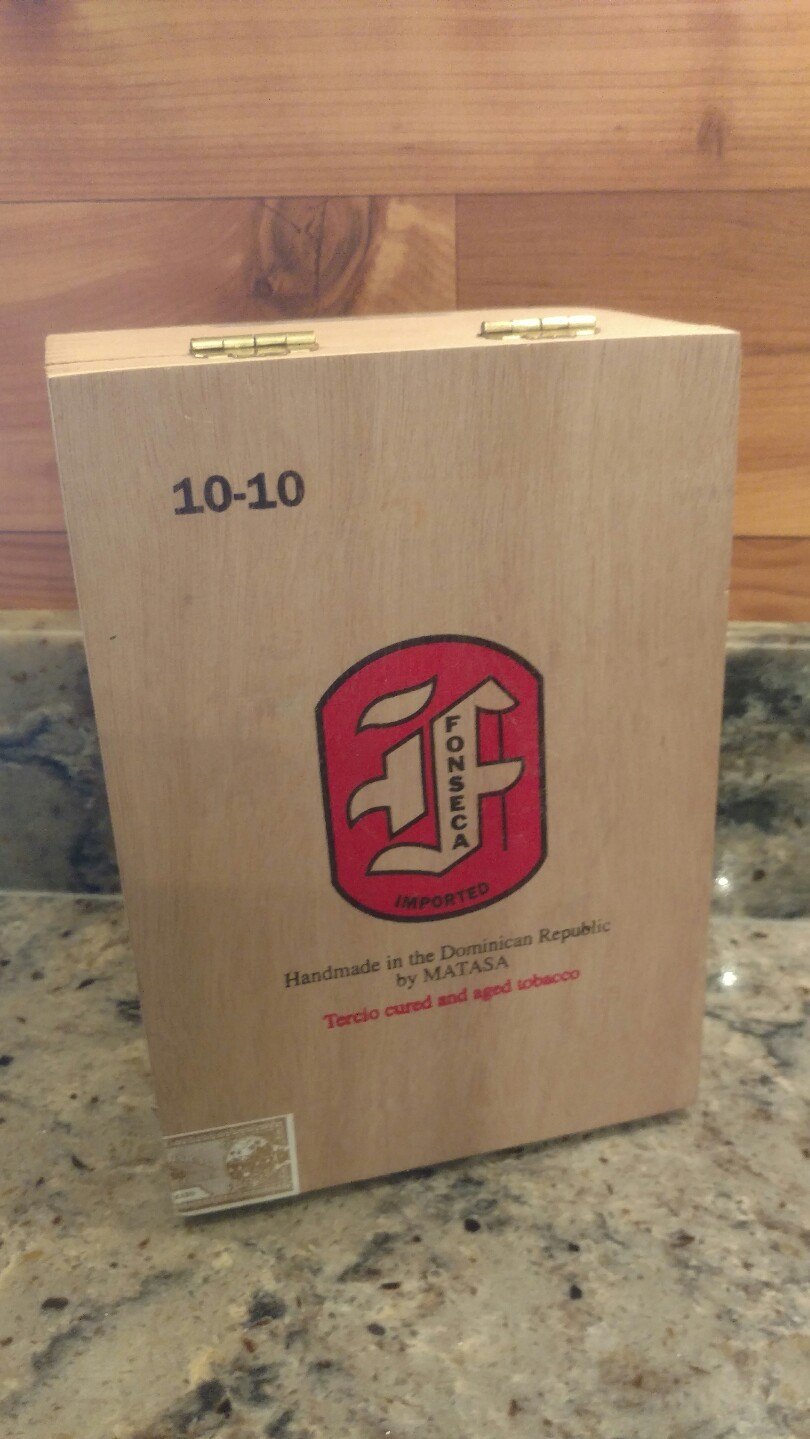 10-10
FONSECA
IMPORTED
Handmade in the Dominican Republic
by MATASA
Tercio cured and aged tobacco